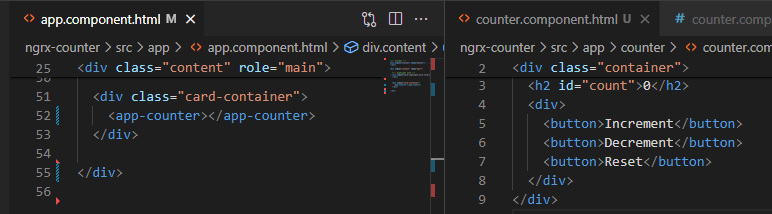 app.component.html M
ngrx-counter > src > app > app.component.html > div.content >
25 <div class="content" role="main">
50
51 <div class="card-container">
52 <app-counter></app-counter>
53 </div>
54
55 </div>
56
counter.component.html U
# counter.comp
ngrx-counter > src > app > counter > counter.com
2 <div class="container">
3 <h2 id="count">0</h2>
4 <div>
5 <button>Increment</button>
6 <button>Decrement</button>
7 <button>Reset</button>
8 </div>
9 </div>